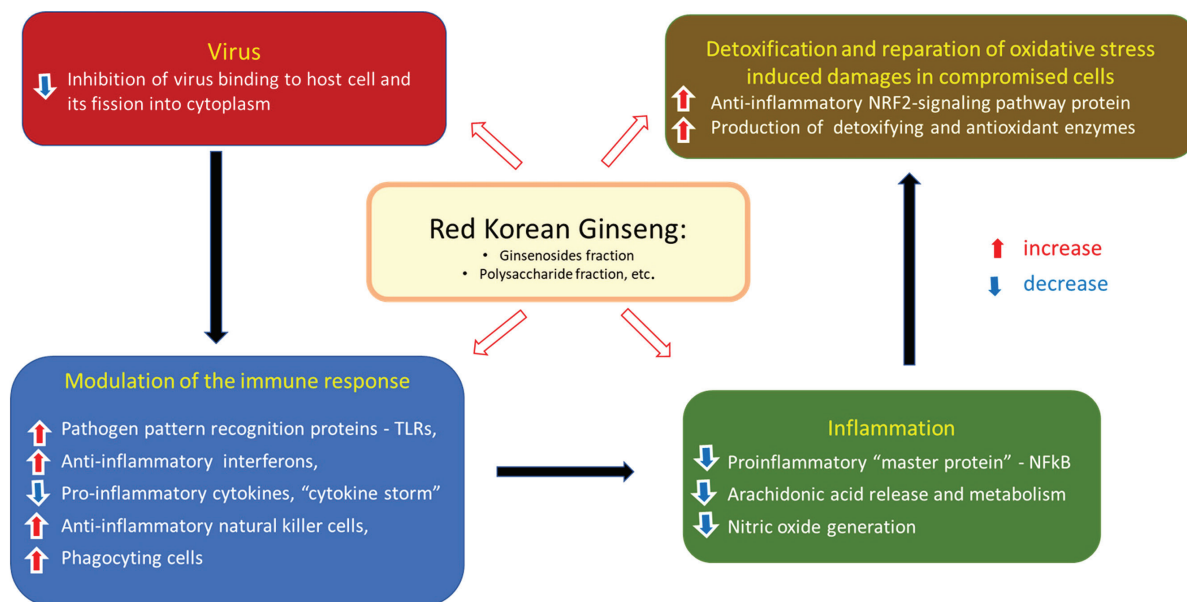 Virus
Inhibition of virus binding to host cell and
its fission into cytoplasm
Detoxification and reparation of oxidative stress
induced damages in compromised cells
Anti-inflammatory NRF2-signaling pathway protein
Production of detoxifying and antioxidant enzymes
Red Korean Ginseng:
• Ginsenosides fraction
• Polysaccharide fraction, etc.
increase
decrease
Modulation of the immune response
Pathogen pattern recognition proteins - TLRs,
Anti-inflammatory interferons,
Pro-inflammatory cytokines, “cytokine storm”
Anti-inflammatory natural killer cells,
Phagocyting cells
Inflammation
Proinflammatory “master protein” - NFkB
Arachidonic acid release and metabolism
Nitric oxide generation